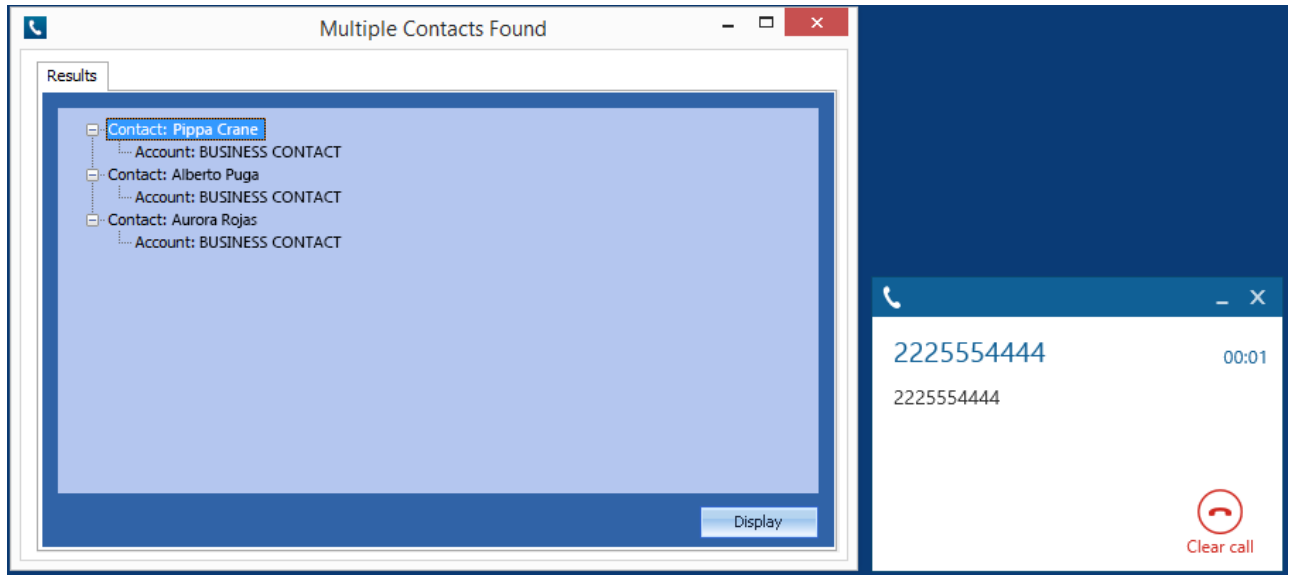 Multiple Contacts Found
Results
Contact: Pippa Crane
Account: BUSINESS CONTACT
Contact: Alberto Puga
Account: BUSINESS CONTACT
Contact: Aurora Rojas
Account: BUSINESS CONTACT
Display
2225554444 00:01
2225554444
Clear call